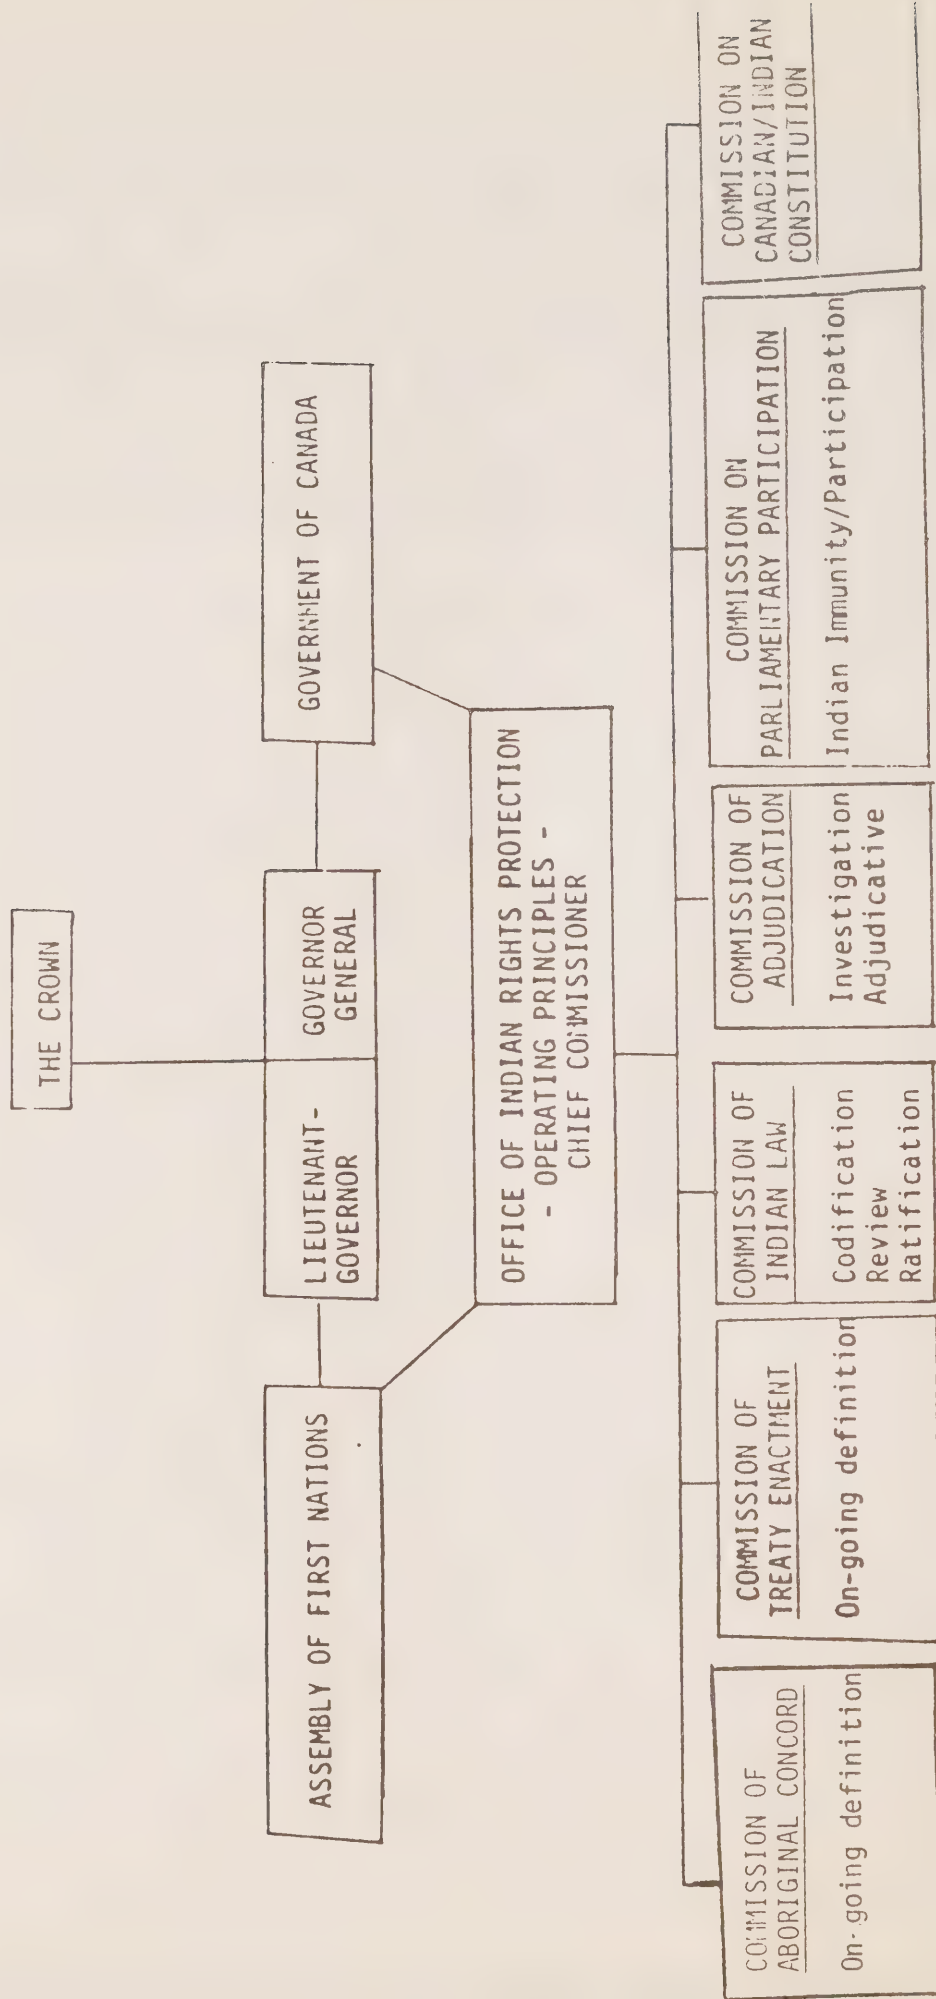 THE CROWN
ASSEMBLY OF FIRST NATIONS
LIEUTENANT-
GOVERNOR
GOVERNOR
GENERAL
GOVERNMENT OF CANADA
OFFICE OF INDIAN RIGHTS PROTECTION
- OPERATING PRINCIPLES -
CHIEF COMMISSIONER
COMMISSION OF
ABORIGINAL CONCORD
On-going definition
COMMISSION OF
TREATY ENACTMENT
On-going definition
COMMISSION OF
INDIAN LAW
Codification
Review
Ratification
COMMISSION OF
ADJUDICATION
Investigation
Adjudicative
COMMISSION ON
PARLIAMENTARY PARTICIPATION
Indian Immunity/Participation
COMMISSION ON
CANADIAN/INDIAN
CONSTITUTION